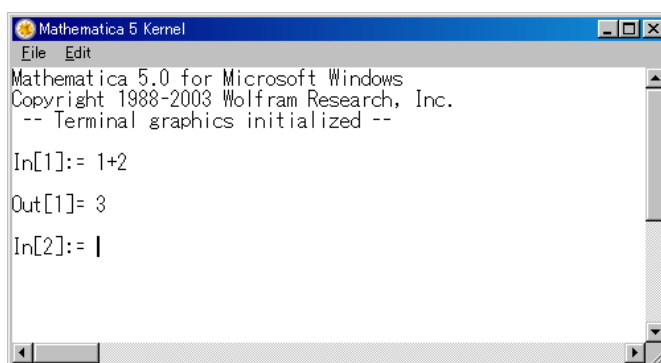 Mathematica 5 Kernel
File Edit
Mathematica 5.0 for Microsoft Windows
Copyright 1988-2003 Wolfram Research, Inc.
-- Terminal graphics initialized --
In[1]:= 1+2
Out[1]= 3
In[2]:=